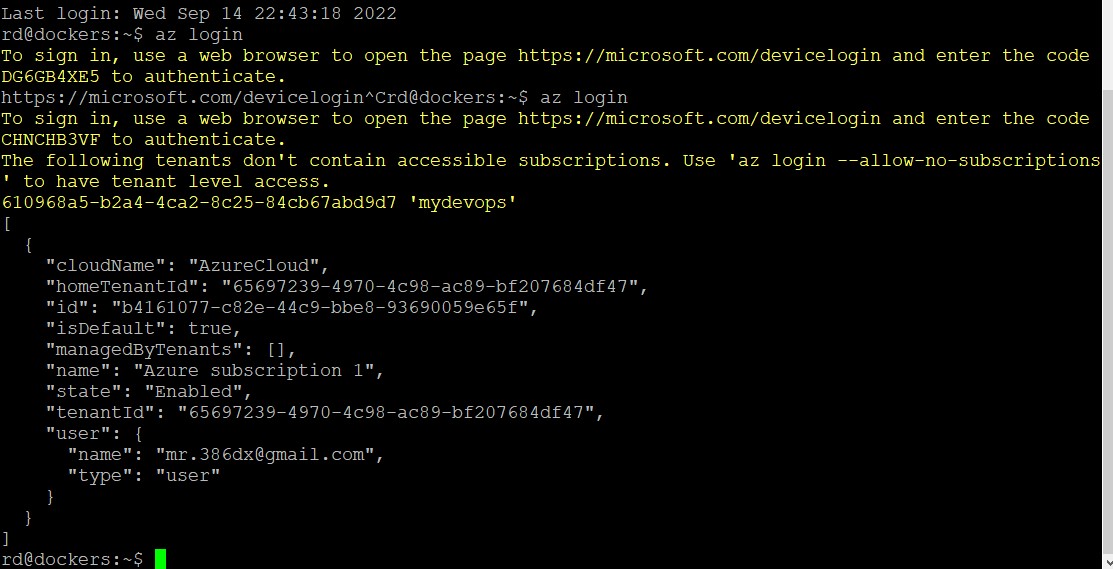 Last login: Wed Sep 14 22:43:18 2022
rd@dockers:~$ az login
To sign in, use a web browser to open the page https://microsoft.com/devicelogin and enter the code
DG6GB4XE5 to authenticate.
https://microsoft.com/devicelogin^Crd@dockers:~$ az login
To sign in, use a web browser to open the page https://microsoft.com/devicelogin and enter the code
CHNCHB3VF to authenticate.
The following tenants don't contain accessible subscriptions. Use 'az login --allow-no-subscriptions
' to have tenant level access.
610968a5-b2a4-4ca2-8c25-84cb67abd9d7 'mydevops'
[
  {
    "cloudName": "AzureCloud",
    "homeTenantId": "65697239-4970-4c98-ac89-bf207684df47",
    "id": "b4161077-c82e-44c9-bbe8-93690059e65f",
    "isDefault": true,
    "managedByTenants": [],
    "name": "Azure subscription 1",
    "state": "Enabled",
    "tenantId": "65697239-4970-4c98-ac89-bf207684df47",
    "user": {
      "name": "mr.386dx@gmail.com",
      "type": "user"
    }
  }
]
rd@dockers:~$